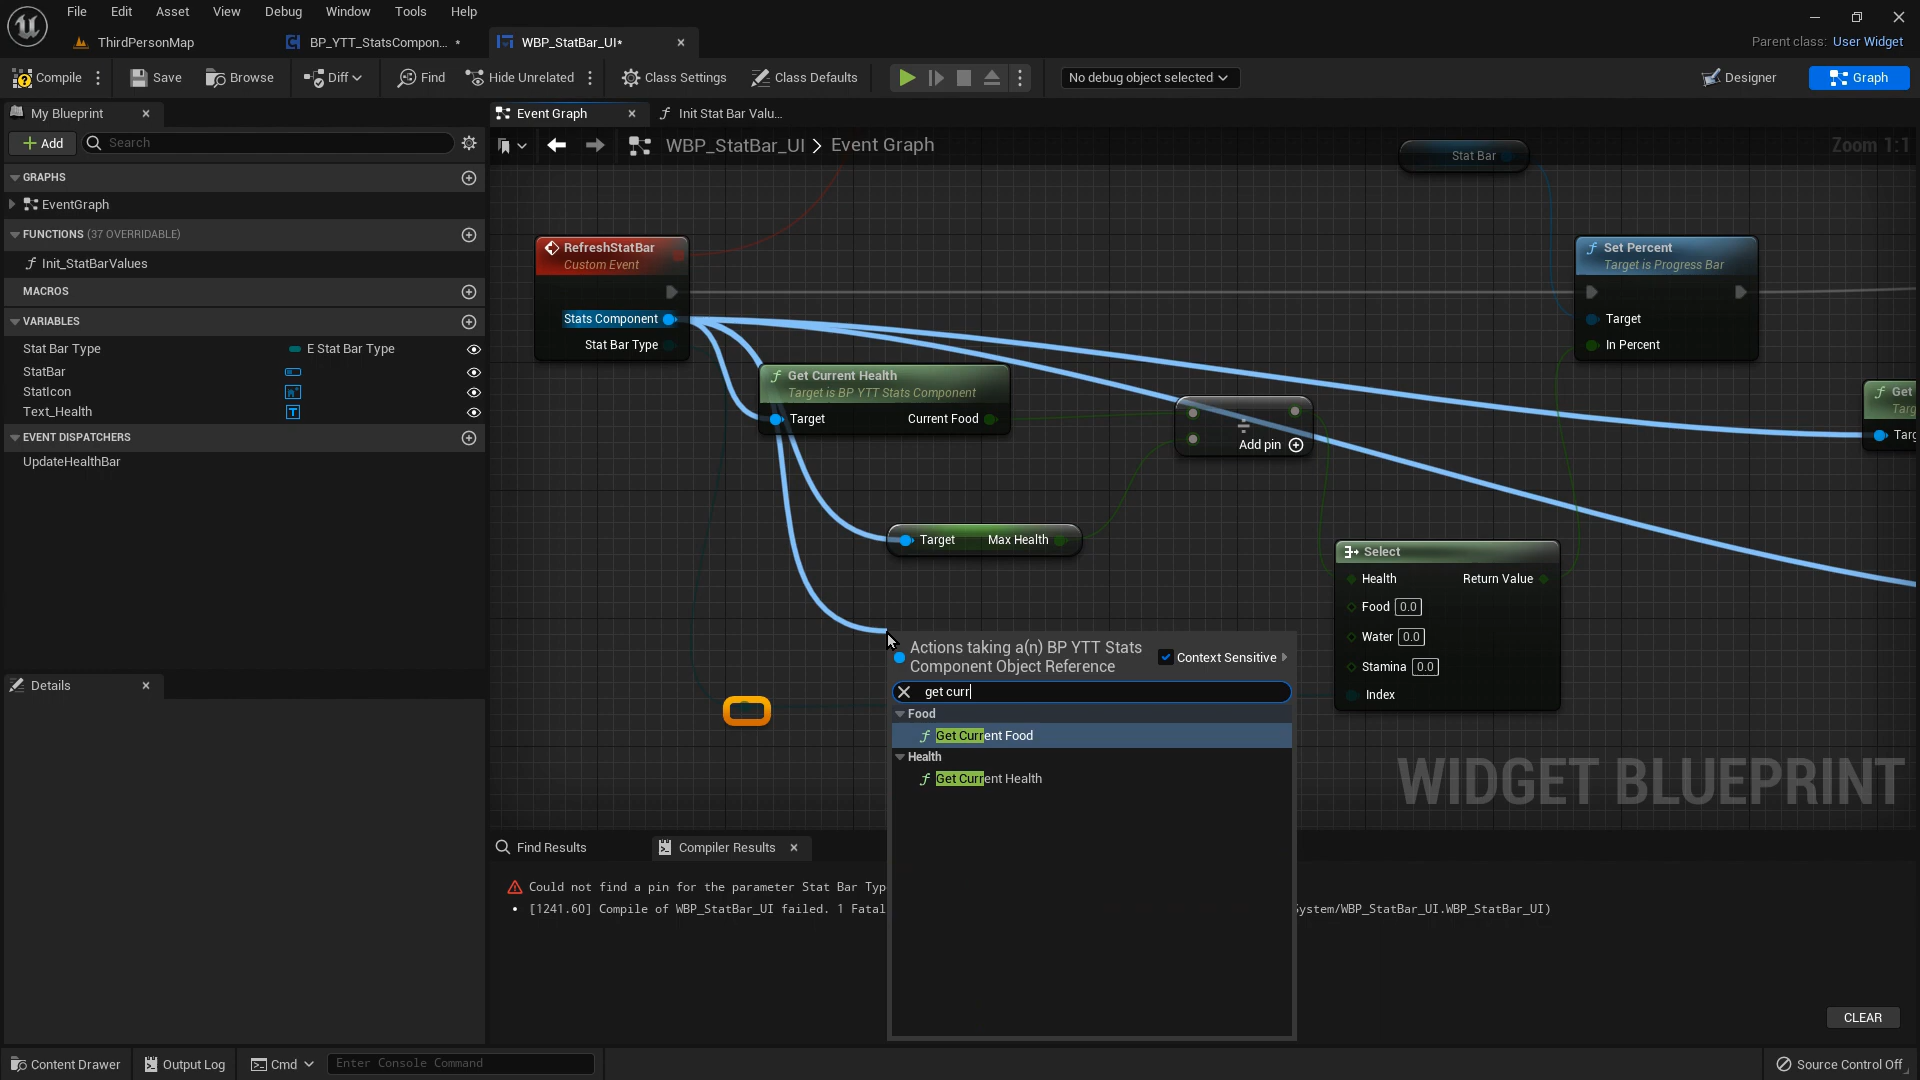 File Edit Asset View Debug Window Tools Help
ThirdPersonMap
BP_YTT_StatsCompon... *
WBP_StatBar_UI*
Parent class: User Widget
Compile
Save
Browse
Diff
Find
Hide Unrelated
Class Settings
Class Defaults
No debug object selected
Designer
Graph
My Blueprint
Event Graph
Init Stat Bar Valu...
Add
Search
WBP_StatBar_UI > Event Graph
Zoom 1:1
GRAPHS
EventGraph
FUNCTIONS (37 OVERRIDABLE)
Init_StatBarValues
MACROS
VARIABLES
Stat Bar Type
E Stat Bar Type
StatBar
StatIcon
Text_Health
EVENT DISPATCHERS
UpdateHealthBar
Details
Stat Bar
RefreshStatBar
Custom Event
Stats Component
Stat Bar Type
Set Percent
Target is Progress Bar
Target
In Percent
Get Current Health
Target is BP YTT Stats Component
Target
Current Food
Add pin
Get
Targ
Targ
Target
Max Health
Select
Health
Return Value
Food 0.0
Water 0.0
Stamina 0.0
Index
Actions taking a(n) BP YTT Stats
Component Object Reference
Context Sensitive
get curr
Food
Get Current Food
Health
Get Current Health
WIDGET BLUEPRINT
Find Results
Compiler Results
Could not find a pin for the parameter Stat Bar Typ
[1241.60] Compile of WBP_StatBar_UI failed. 1 Fatal
System/WBP_StatBar_UI.WBP_StatBar_UI)
CLEAR
Content Drawer
Output Log
Cmd
Enter Console Command
Source Control Off